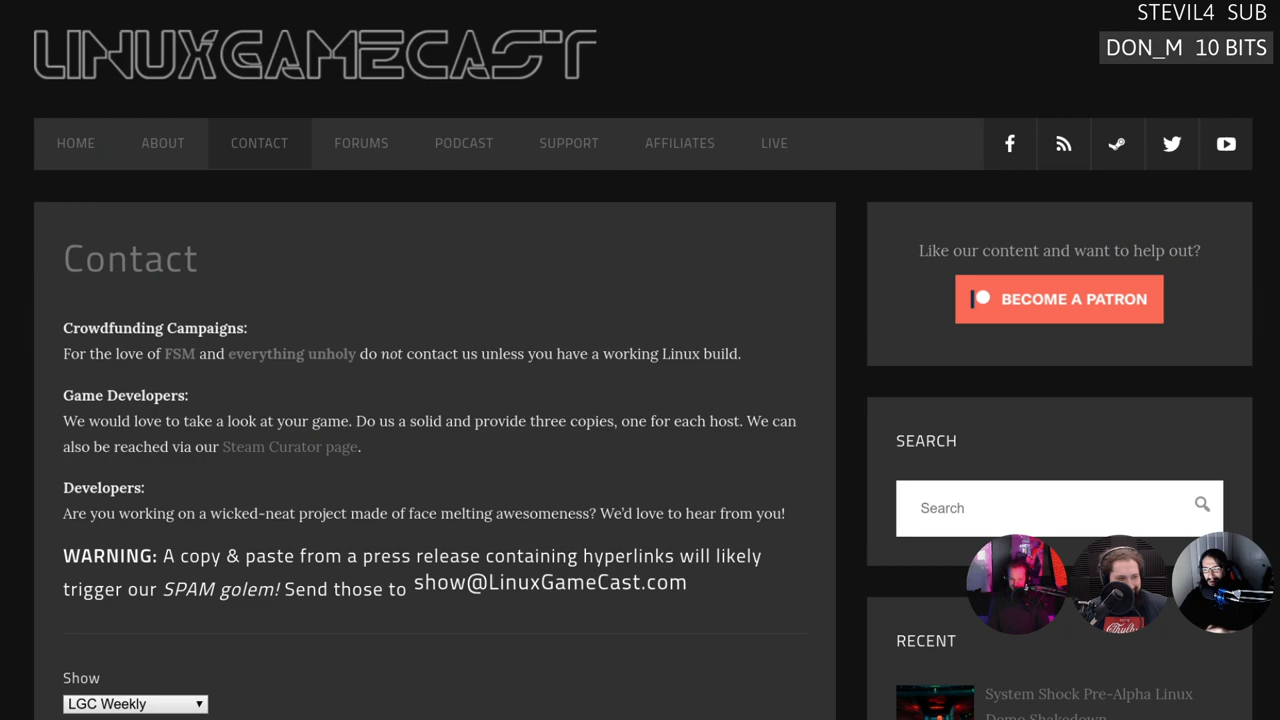 STEVIL4 SUB
LINUXGAMECAST
DON_M 10 BITS
HOME ABOUT CONTACT FORUMS PODCAST SUPPORT AFFILIATES LIVE
Contact
Crowdfunding Campaigns:
For the love of FSM and everything unholy do not contact us unless you have a working Linux build.
Game Developers:
We would love to take a look at your game. Do us a solid and provide three copies, one for each host. We can
also be reached via our Steam Curator page.
Developers:
Are you working on a wicked-neat project made of face melting awesomeness? We'd love to hear from you!
WARNING: A copy & paste from a press release containing hyperlinks will likely
trigger our SPAM golem! Send those to show@LinuxGameCast.com
Show
LGC Weekly
Like our content and want to help out?
BECOME A PATRON
SEARCH
Search
RECENT
System Shock Pre-Alpha Linux
Demo Shakedown